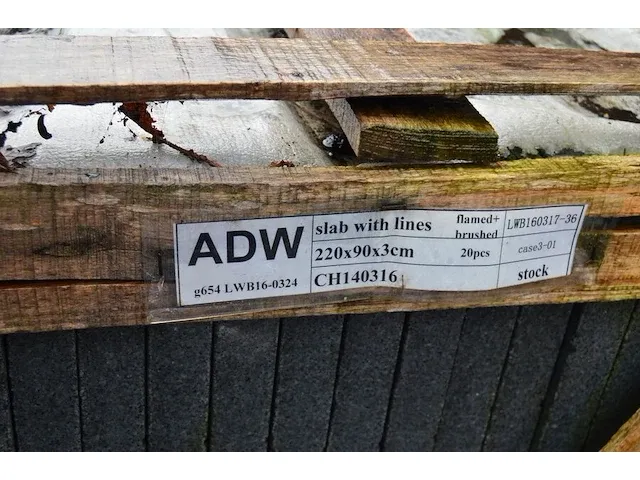 ADW
g654 LWB16-0324
slab with lines flamed+ brushed
220x90x3cm 20pcs
CH140316
LWB160317-36
case3-01
stock